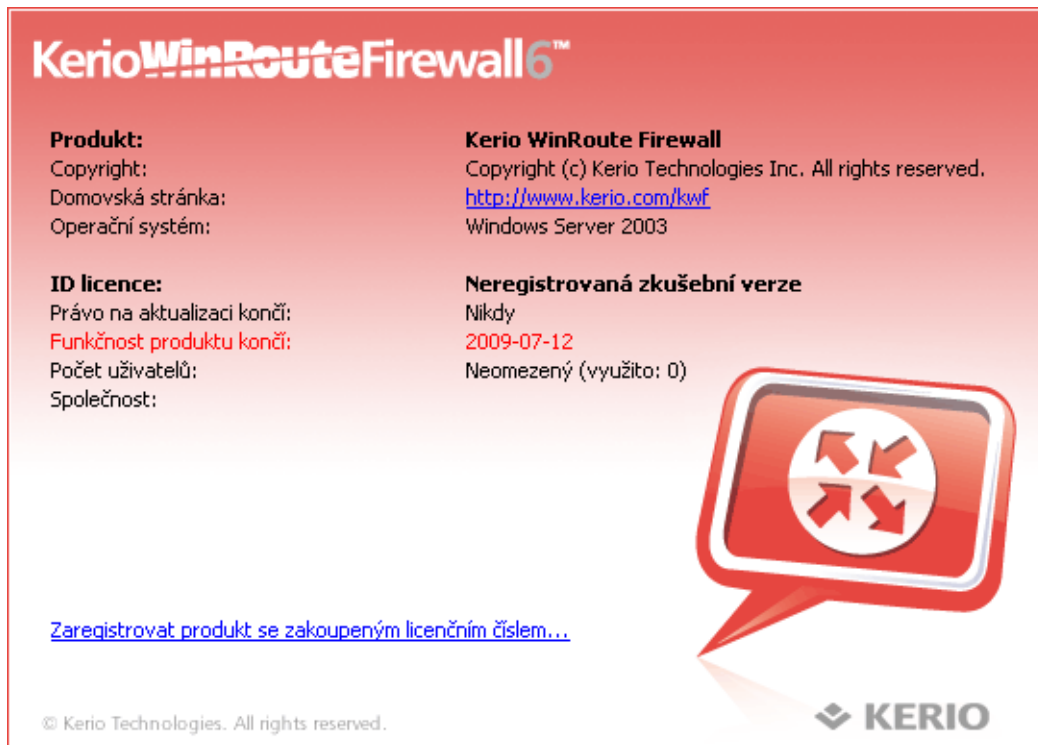 KerioWinRouteFirewall6™
Produkt: Kerio WinRoute Firewall
Copyright: Copyright (c) Kerio Technologies Inc. All rights reserved.
Domovská stránka: http://www.kerio.com/kwf
Operační systém: Windows Server 2003
ID licence: Neregistrovaná zkušební verze
Právo na aktualizaci končí: Nikdy
Funkčnost produktu končí: 2009-07-12
Počet uživatelů: Neomezený (využito: 0)
Společnost:
Zaregistrovat produkt se zakoupeným licenčním číslem...
© Kerio Technologies. All rights reserved.
KERIO